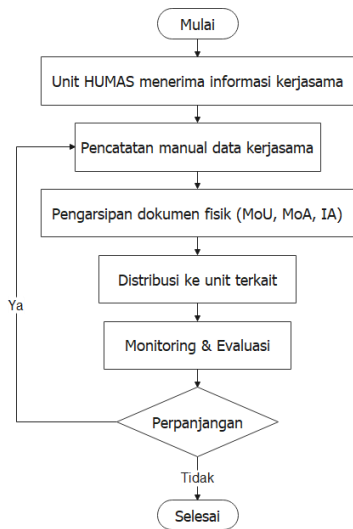 Mulai
Unit HUMAS menerima informasi kerjasama
Pencatatan manual data kerjasama
Pengarsipan dokumen fisik (MoU, MoA, IA)
Distribusi ke unit terkait
Ya
Monitoring & Evaluasi
Perpanjangan
Tidak
Selesai